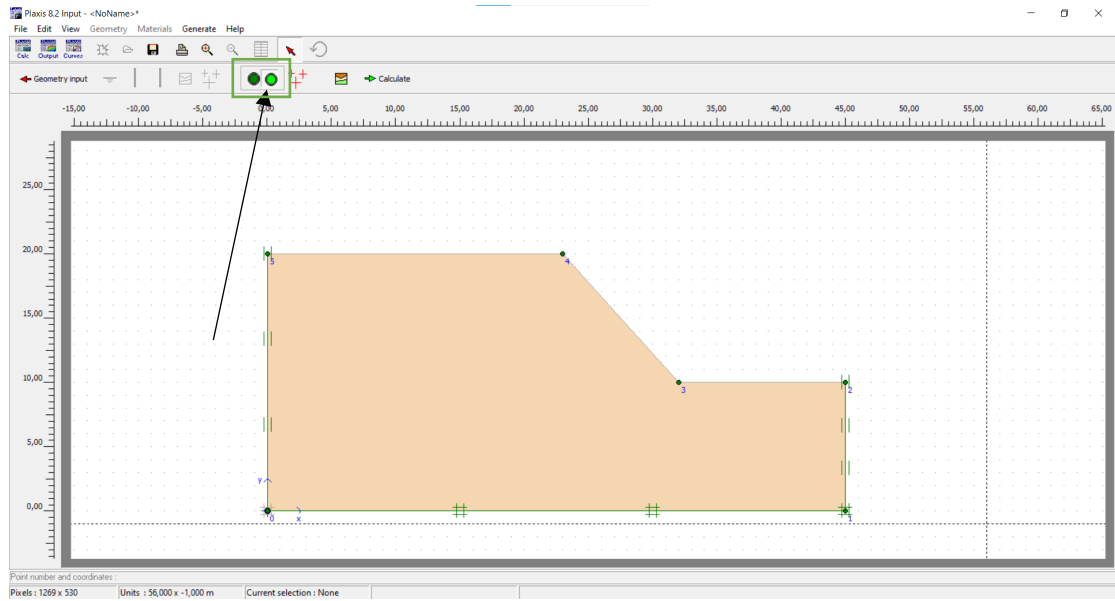 Plaxis 8.2 Input - <NoName>*
File Edit View Geometry Materials Generate Help
Calc Output Curves
Geometry input
Calculate
-15,00 -10,00 -5,00 0,00 5,00 10,00 15,00 20,00 25,00 30,00 35,00 40,00 45,00 50,00 55,00 60,00 65,00
25,00
20,00
5
4
15,00
10,00
3
2
5,00
y
0,00
0
x
1
Point number and coordinates :
Pixels : 1269 x 530 Units : 56,000 x -1,000 m Current selection : None